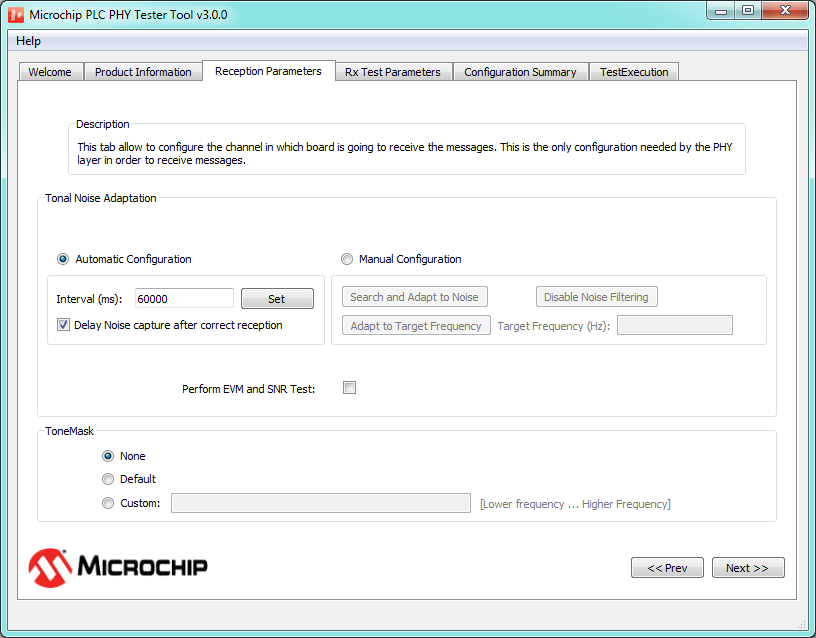 Microchip PLC PHY Tester Tool v3.0.0
Help
Welcome Product Information Reception Parameters Rx Test Parameters Configuration Summary TestExecution
Description
This tab allow to configure the channel in which board is going to receive the messages. This is the only configuration needed by the PHY
layer in order to receive messages.
Tonal Noise Adaptation
Automatic Configuration Manual Configuration
Interval (ms): 60000 Set Search and Adapt to Noise Disable Noise Filtering
Delay Noise capture after correct reception Adapt to Target Frequency Target Frequency (Hz):
Perform EVM and SNR Test:
ToneMask
None
Default
Custom: [Lower frequency ... Higher Frequency]
MICROCHIP
<< Prev Next >>